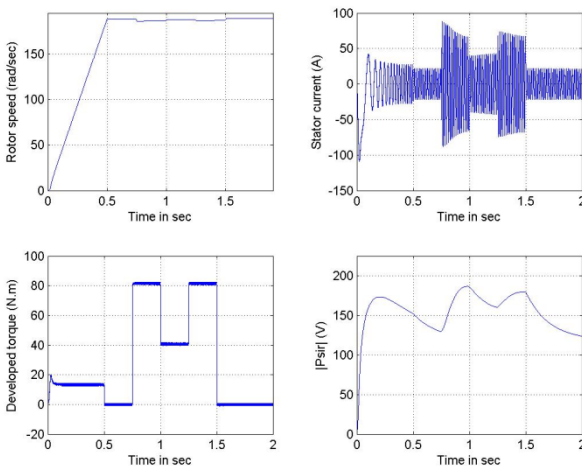 Rotor speed (rad/sec)
150
100
50
0
0 0.5 1 1.5
Time in sec
Stator current (A)
100
50
0
-50
-100
-150
0 0.5 1 1.5 2
Time in sec
Developed torque (N.m)
100
80
60
40
20
0
-20
0 0.5 1 1.5 2
Time in sec
|Psir| (V)
200
150
100
50
0
0 0.5 1 1.5 2
Time in sec